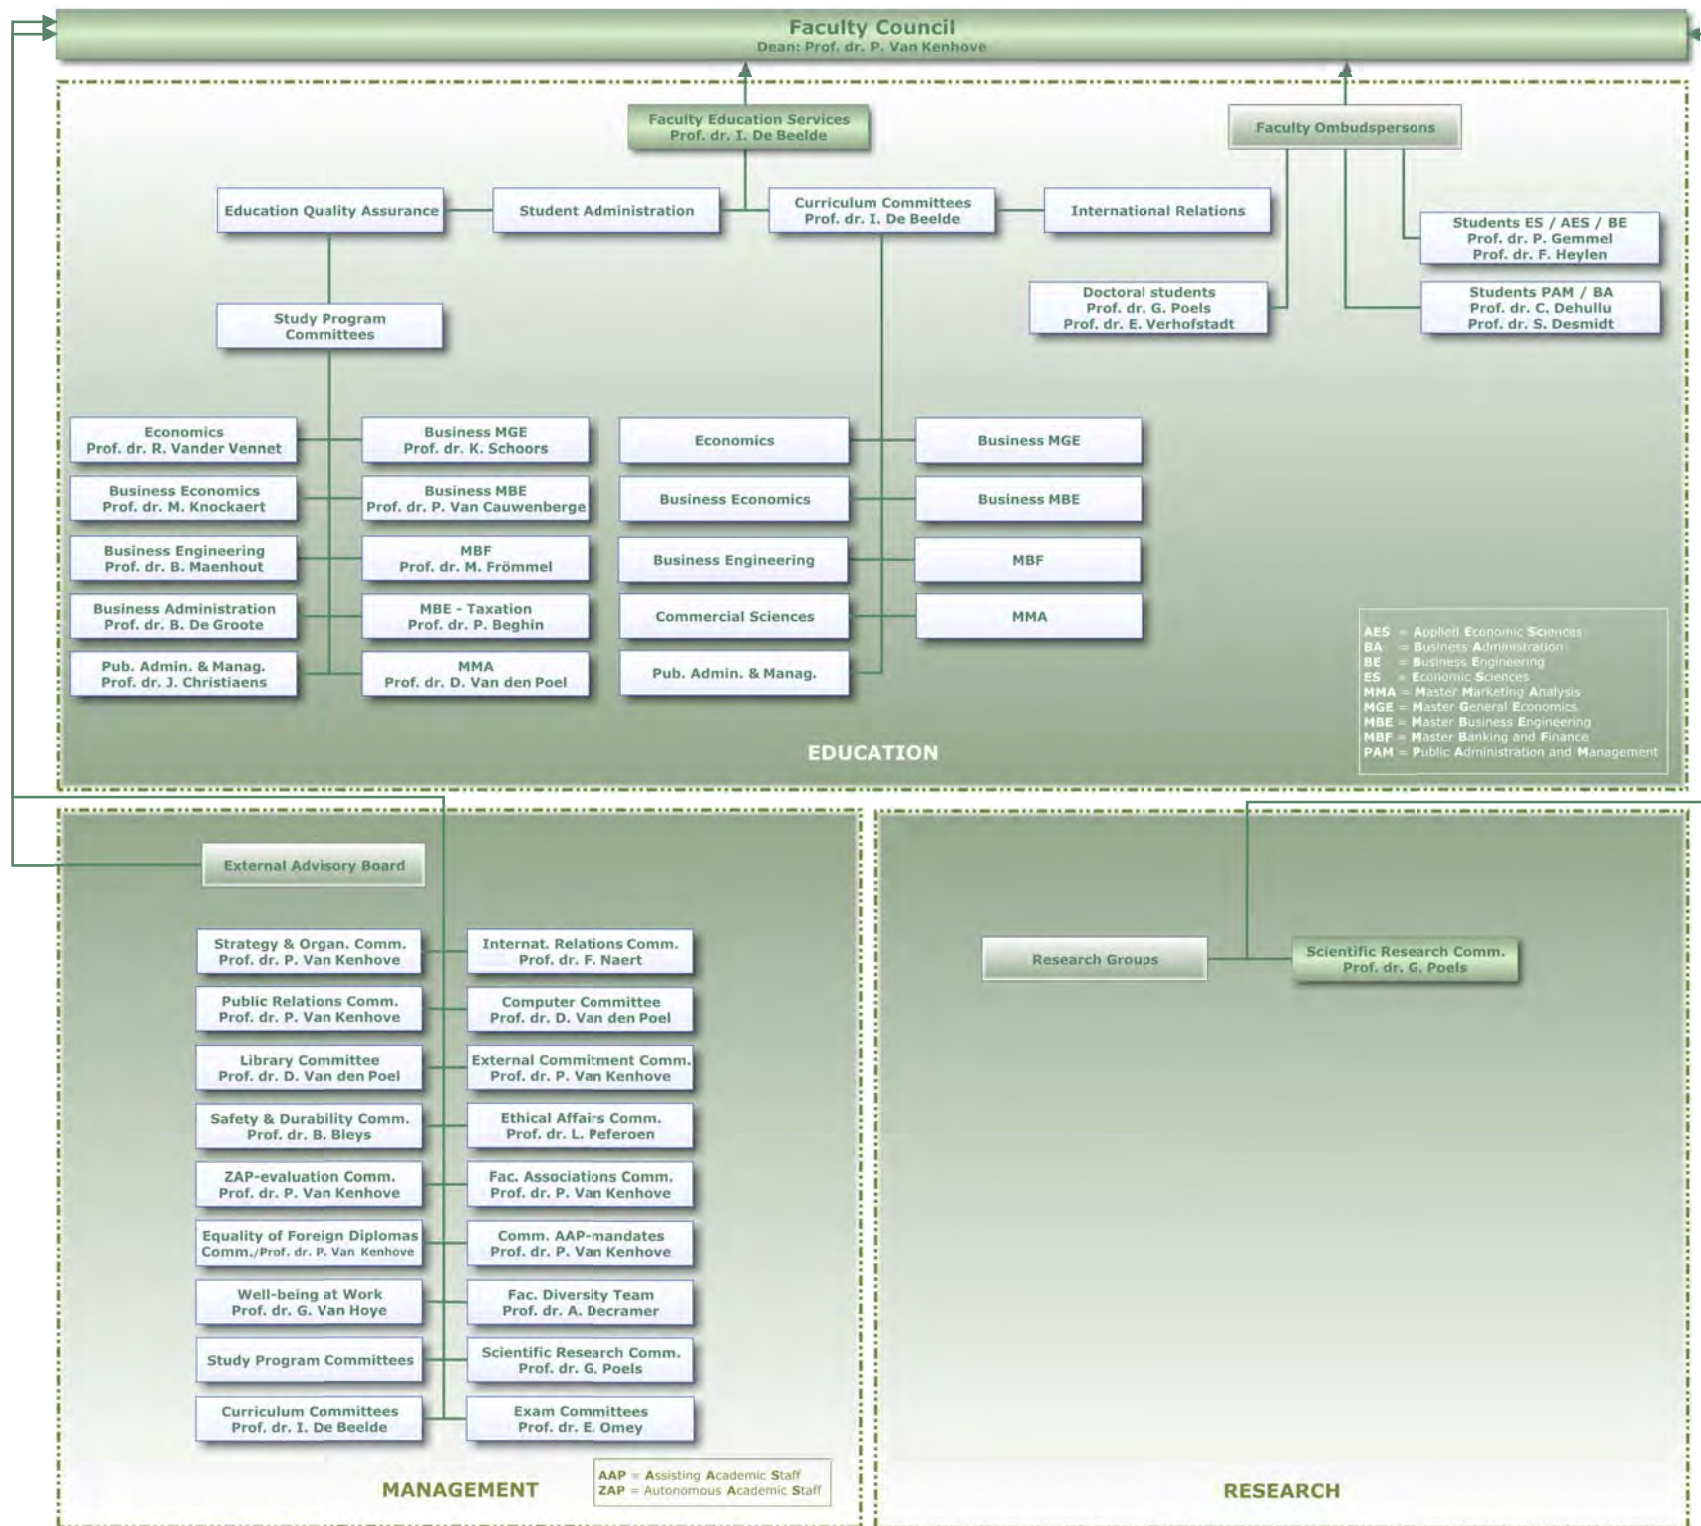 Faculty Council
Dean: Prof. dr. P. Van Kenhove
Faculty Education Services
Prof. dr. I. De Beelde
Faculty Ombudspersons
Education Quality Assurance
Student Administration
Curriculum Committees
Prof. dr. I. De Beelde
International Relations
Students ES / AES / BE
Prof. dr. P. Gemmel
Prof. dr. F. Heylen
Doctoral students
Prof. dr. G. Poels
Prof. dr. E. Verhofstadt
Students PAM / BA
Prof. dr. C. Dehullu
Prof. dr. S. Desmidt
Study Program
Committees
Economics
Prof. dr. R. Vander Vennet
Business MGE
Prof. dr. K. Schoors
Business Economics
Prof. dr. M. Knockaert
Business MBE
Prof. dr. P. Van Cauwenberge
Business Engineering
Prof. dr. B. Maenhout
MBF
Prof. dr. M. Frömmel
Business Administration
Prof. dr. B. De Groote
MBE - Taxation
Prof. dr. P. Beghin
Pub. Admin. & Manag.
Prof. dr. J. Christiaens
MMA
Prof. dr. D. Van den Poel
Economics
Business MGE
Business Economics
Business MBE
Business Engineering
MBF
Commercial Sciences
MMA
Pub. Admin. & Manag.
AES = Applied Economic Sciences
BA = Business Administration
BE = Business Engineering
ES = Economic Sciences
MMA = Master Marketing Analysis
MGE = Master General Economics
MBE = Master Business Engineering
MBF = Master Banking and Finance
PAM = Public Administration and Management
EDUCATION
External Advisory Board
Strategy & Organ. Comm.
Prof. dr. P. Van Kenhove
Internat. Relations Comm.
Prof. dr. F. Naert
Public Relations Comm.
Prof. dr. P. Van Kenhove
Computer Committee
Prof. dr. D. Van den Poel
Library Committee
Prof. dr. D. Van den Poel
External Commitment Comm.
Prof. dr. P. Van Kenhove
Safety & Durability Comm.
Prof. dr. B. Bleys
Ethical Affairs Comm.
Prof. dr. L. Peferoen
ZAP-evaluation Comm.
Prof. dr. P. Van Kenhove
Fac. Associations Comm.
Prof. dr. P. Van Kenhove
Equality of Foreign Diplomas
Comm./Prof. dr. P. Van Kenhove
Comm. AAP-mandates
Prof. dr. P. Van Kenhove
Well-being at Work
Prof. dr. G. Van Hoye
Fac. Diversity Team
Prof. dr. A. Decramer
Study Program Committees
Scientific Research Comm.
Prof. dr. G. Poels
Curriculum Committees
Prof. dr. I. De Beelde
Exam Committees
Prof. dr. E. Omey
MANAGEMENT
AAP = Assisting Academic Staff
ZAP = Autonomous Academic Staff
Research Groups
Scientific Research Comm.
Prof. dr. G. Poels
RESEARCH